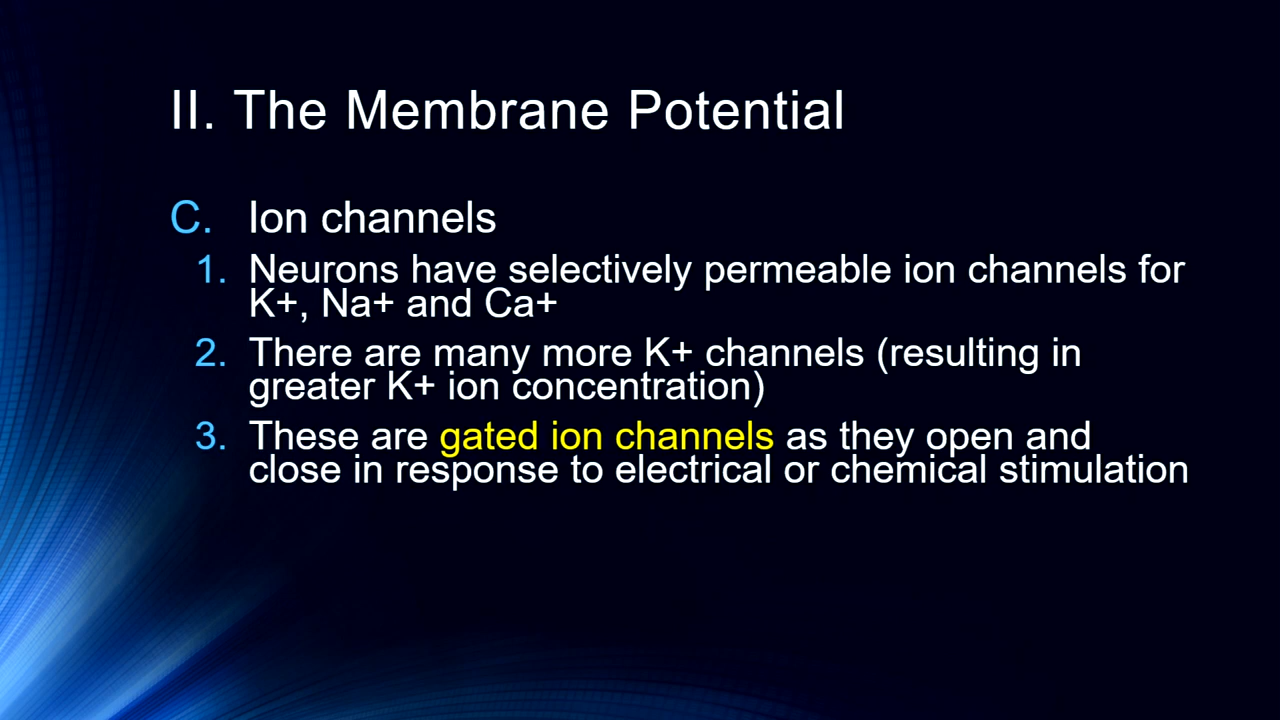 II. The Membrane Potential
C. Ion channels
1. Neurons have selectively permeable ion channels for
K+, Na+ and Ca+
2. There are many more K+ channels (resulting in
greater K+ ion concentration)
3. These are gated ion channels as they open and
close in response to electrical or chemical stimulation